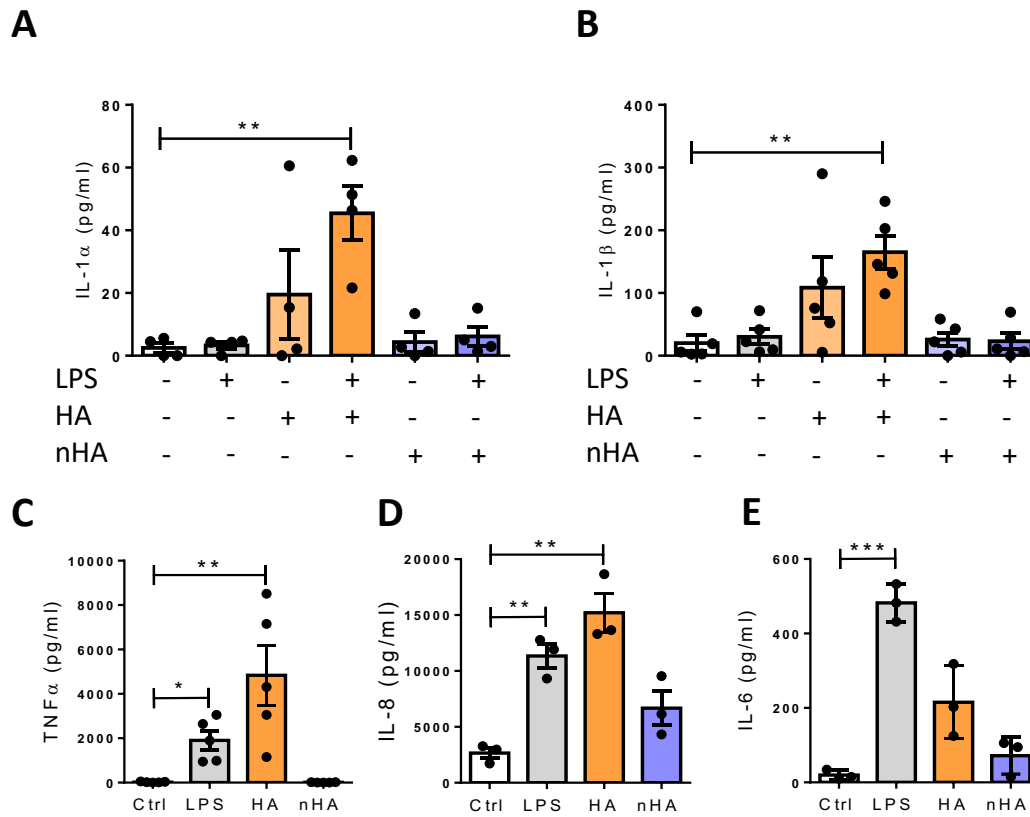 A
B
IL-1α (pg/ml)
80
60
40
20
0
**
LPS - + - + - +
HA - - + + - -
nHA - - - - + +
IL-1β (pg/ml)
400
300
200
100
0
**
LPS - + - + - +
HA - - + + - -
nHA - - - - + +
C
D
E
TNFα (pg/ml)
10000
8000
6000
4000
2000
0
**
*
Ctrl LPS HA nHA
IL-8 (pg/ml)
20000
15000
10000
5000
0
**
**
Ctrl LPS HA nHA
IL-6 (pg/ml)
600
400
200
0
***
Ctrl LPS HA nHA